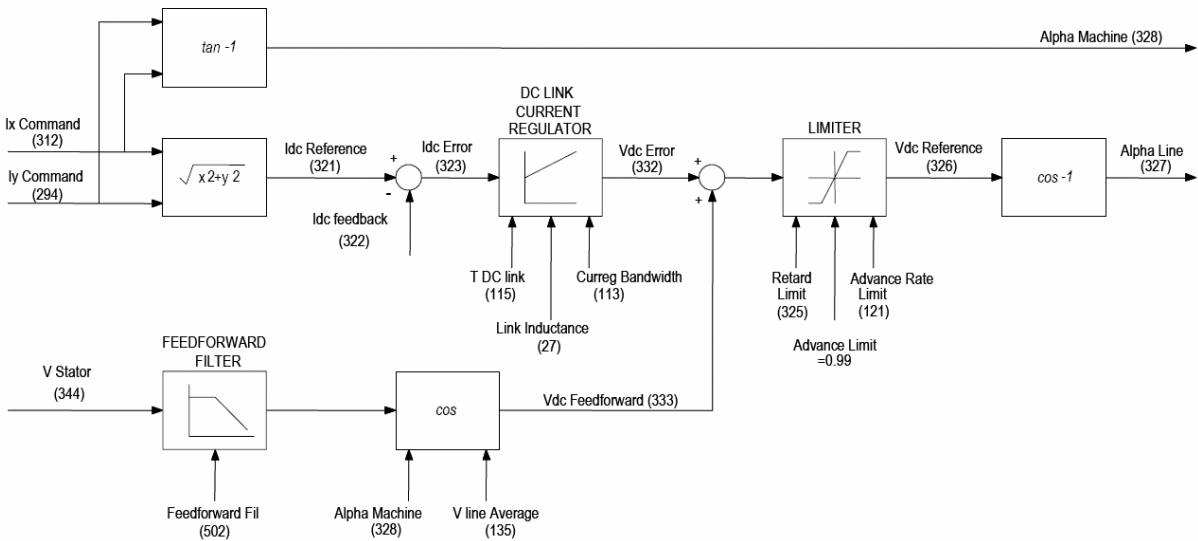 tan -1
Alpha Machine (328)
Ix Command
(312)
Iy Command
(294)
√x 2+y 2
Idc Reference
(321)
+
-
Idc feedback
(322)
Idc Error
(323)
DC LINK
CURRENT
REGULATOR
T DC link
(115)
Link Inductance
(27)
Curreg Bandwidth
(113)
Vdc Error
(332)
+
+
LIMITER
Retard
Limit
(325)
Advance Limit
=0.99
Advance Rate
Limit
(121)
Vdc Reference
(326)
cos -1
Alpha Line
(327)
V Stator
(344)
FEEDFORWARD
FILTER
Feedforward Fil
(502)
cos
Alpha Machine
(328)
V line Average
(135)
Vdc Feedforward (333)